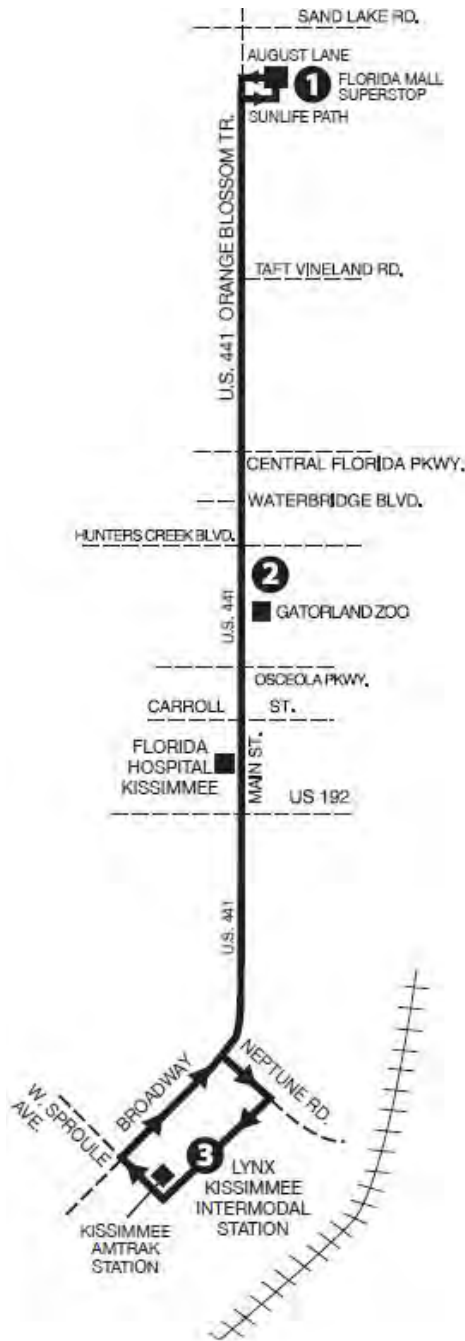 SAND LAKE RD.
AUGUST LANE
1
FLORIDA MALL
SUPERSTOP
SUNLIFE PATH
U.S. 441 ORANGE BLOSSOM TR.
TAFT VINELAND RD.
CENTRAL FLORIDA PKWY.
WATERBRIDGE BLVD.
HUNTERS CREEK BLVD.
2
U.S. 441
GATORLAND ZOO
OSCEOLA PKWY.
CARROLL ST.
FLORIDA
HOSPITAL
KISSIMMEE
MAIN ST.
US 192
U.S. 441
BROADWAY
NEPTUNE RD.
W. SPROULE
AVE.
3
LYNX
KISSIMMEE
INTERMODAL
STATION
KISSIMMEE
AMTRAK
STATION